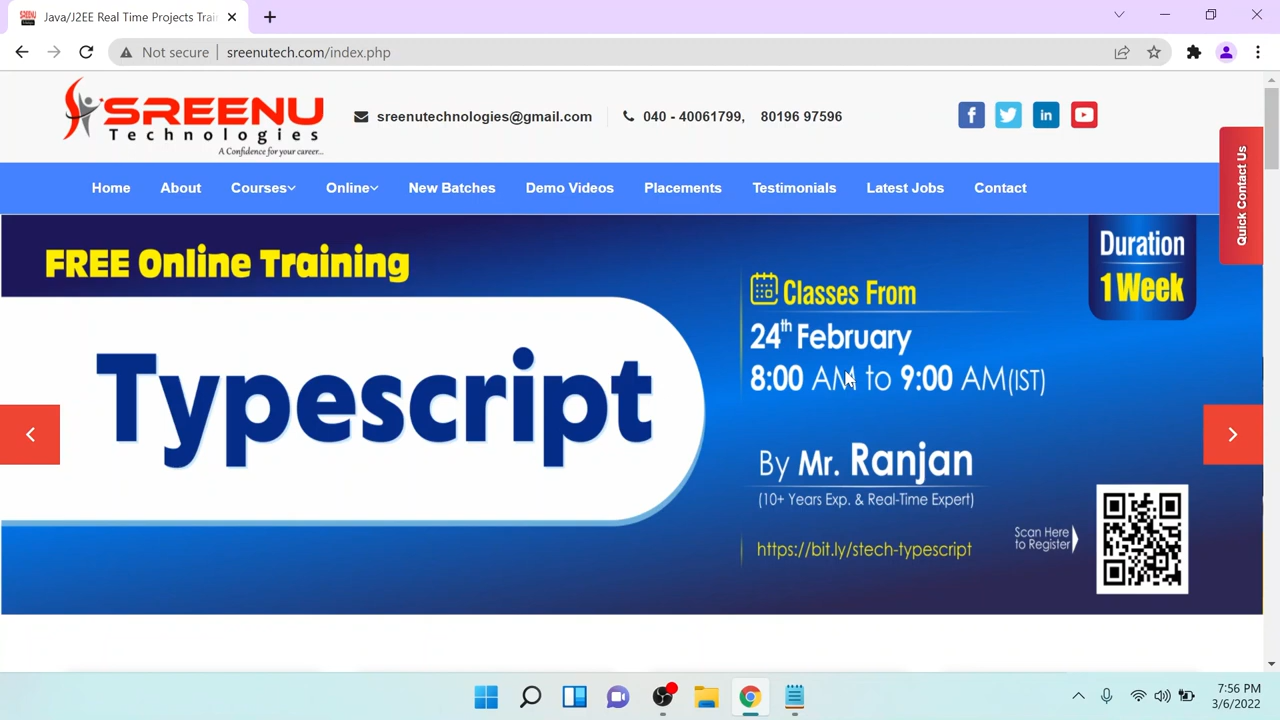 Java/J2EE Real Time Projects Trai
Not secure
sreenutech.com/index.php
SREENU
Technologies
A Confidence for your career...
sreenutechnologies@gmail.com
040 - 40061799, 80196 97596
Quick Contact Us
Home About Courses Online New Batches Demo Videos Placements Testimonials Latest Jobs Contact
FREE Online Training
Typescript
Classes From
24th February
8:00 AM to 9:00 AM(IST)
By Mr. Ranjan
(10+ Years Exp. & Real-Time Expert)
https://bit.ly/stech-typescript
Duration
1 Week
Scan Here
to Register
7:56 PM
3/6/2022